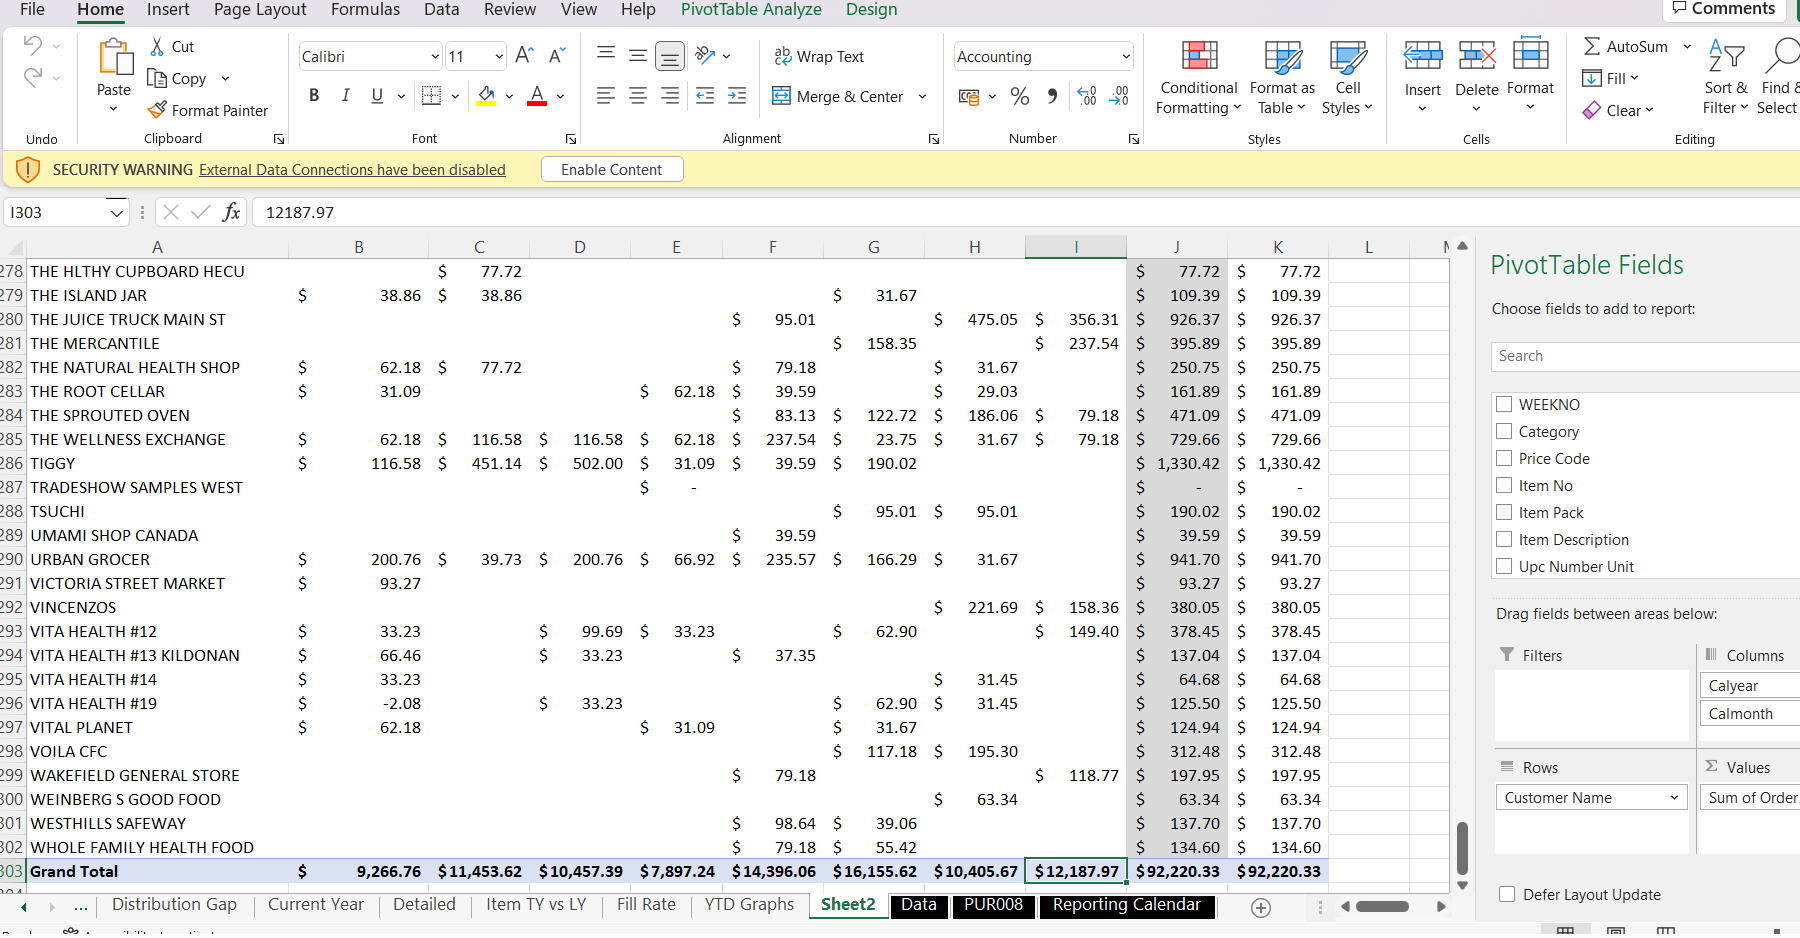 File Home Insert Page Layout Formulas Data Review View Help PivotTable Analyze Design Comments
Paste Cut Calibri 11 Wrap Text Accounting AutoSum
Copy Conditional Format as Cell Insert Delete Format Fill Sort & Find &
Format Painter B I U Merge & Center Formatting Table Styles Clear Filter Select
Undo Clipboard Font Alignment Number Styles Cells Editing
SECURITY WARNING External Data Connections have been disabled Enable Content
I303 fx 12187.97
A B C D E F G H I J K L
278 THE HLTHY CUPBOARD HECU $ 77.72 $ 77.72 $ 77.72
279 THE ISLAND JAR $ 38.86 $ 38.86 $ 31.67 $ 109.39 $ 109.39
280 THE JUICE TRUCK MAIN ST $ 95.01 $ 475.05 $ 356.31 $ 926.37 $ 926.37
281 THE MERCANTILE $ 158.35 $ 237.54 $ 395.89 $ 395.89
282 THE NATURAL HEALTH SHOP $ 62.18 $ 77.72 $ 79.18 $ 31.67 $ 250.75 $ 250.75
283 THE ROOT CELLAR $ 31.09 $ 62.18 $ 39.59 $ 29.03 $ 161.89 $ 161.89
284 THE SPROUTED OVEN $ 83.13 $ 122.72 $ 186.06 $ 79.18 $ 471.09 $ 471.09
285 THE WELLNESS EXCHANGE $ 62.18 $ 116.58 $ 116.58 $ 62.18 $ 237.54 $ 23.75 $ 31.67 $ 79.18 $ 729.66 $ 729.66
286 TIGGY $ 116.58 $ 451.14 $ 502.00 $ 31.09 $ 39.59 $ 190.02 $ 1,330.42 $ 1,330.42
287 TRADESHOW SAMPLES WEST $ - $ - $ -
288 TSUCHI $ 95.01 $ 95.01 $ 190.02 $ 190.02
289 UMAMI SHOP CANADA $ 39.59 $ 39.59 $ 39.59
290 URBAN GROCER $ 200.76 $ 39.73 $ 200.76 $ 66.92 $ 235.57 $ 166.29 $ 31.67 $ 941.70 $ 941.70
291 VICTORIA STREET MARKET $ 93.27 $ 93.27 $ 93.27
292 VINCENZOS $ 221.69 $ 158.36 $ 380.05 $ 380.05
293 VITA HEALTH #12 $ 33.23 $ 99.69 $ 33.23 $ 62.90 $ 149.40 $ 378.45 $ 378.45
294 VITA HEALTH #13 KILDONAN $ 66.46 $ 33.23 $ 37.35 $ 137.04 $ 137.04
295 VITA HEALTH #14 $ 33.23 $ 31.45 $ 64.68 $ 64.68
296 VITA HEALTH #19 $ -2.08 $ 33.23 $ 62.90 $ 31.45 $ 125.50 $ 125.50
297 VITAL PLANET $ 62.18 $ 31.09 $ 31.67 $ 124.94 $ 124.94
298 VOILA CFC $ 117.18 $ 195.30 $ 312.48 $ 312.48
299 WAKEFIELD GENERAL STORE $ 79.18 $ 118.77 $ 197.95 $ 197.95
300 WEINBERG S GOOD FOOD $ 63.34 $ 63.34 $ 63.34
301 WESTHILLS SAFEWAY $ 98.64 $ 39.06 $ 137.70 $ 137.70
302 WHOLE FAMILY HEALTH FOOD $ 79.18 $ 55.42 $ 134.60 $ 134.60
303 Grand Total $ 9,266.76 $11,453.62 $10,457.39 $7,897.24 $14,396.06 $16,155.62 $10,405.67 $12,187.97 $92,220.33 $92,220.33
... Distribution Gap Current Year Detailed Item TY vs LY Fill Rate YTD Graphs Sheet2 Data PUR008 Reporting Calendar
PivotTable Fields
Choose fields to add to report:
Search
WEEKNO
Category
Price Code
Item No
Item Pack
Item Description
Upc Number Unit
Drag fields between areas below:
Filters Columns
Calyear
Calmonth
Rows Σ Values
Customer Name Sum of Order
Defer Layout Update